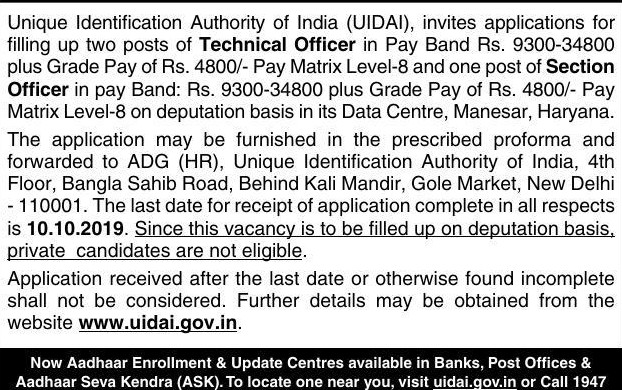 Unique Identification Authority of India (UIDAI), invites applications for
filling up two posts of Technical Officer in Pay Band Rs. 9300-34800
plus Grade Pay of Rs. 4800/- Pay Matrix Level-8 and one post of Section
Officer in pay Band: Rs. 9300-34800 plus Grade Pay of Rs. 4800/- Pay
Matrix Level-8 on deputation basis in its Data Centre, Manesar, Haryana.
The application may be furnished in the prescribed proforma and
forwarded to ADG (HR), Unique Identification Authority of India, 4th
Floor, Bangla Sahib Road, Behind Kali Mandir, Gole Market, New Delhi
- 110001. The last date for receipt of application complete in all respects
is 10.10.2019. Since this vacancy is to be filled up on deputation basis,
private candidates are not eligible.
Application received after the last date or otherwise found incomplete
shall not be considered. Further details may be obtained from the
website www.uidai.gov.in.
Now Aadhaar Enrollment & Update Centres available in Banks, Post Offices &
Aadhaar Seva Kendra (ASK). To locate one near you, visit uidai.gov.in or Call 1947